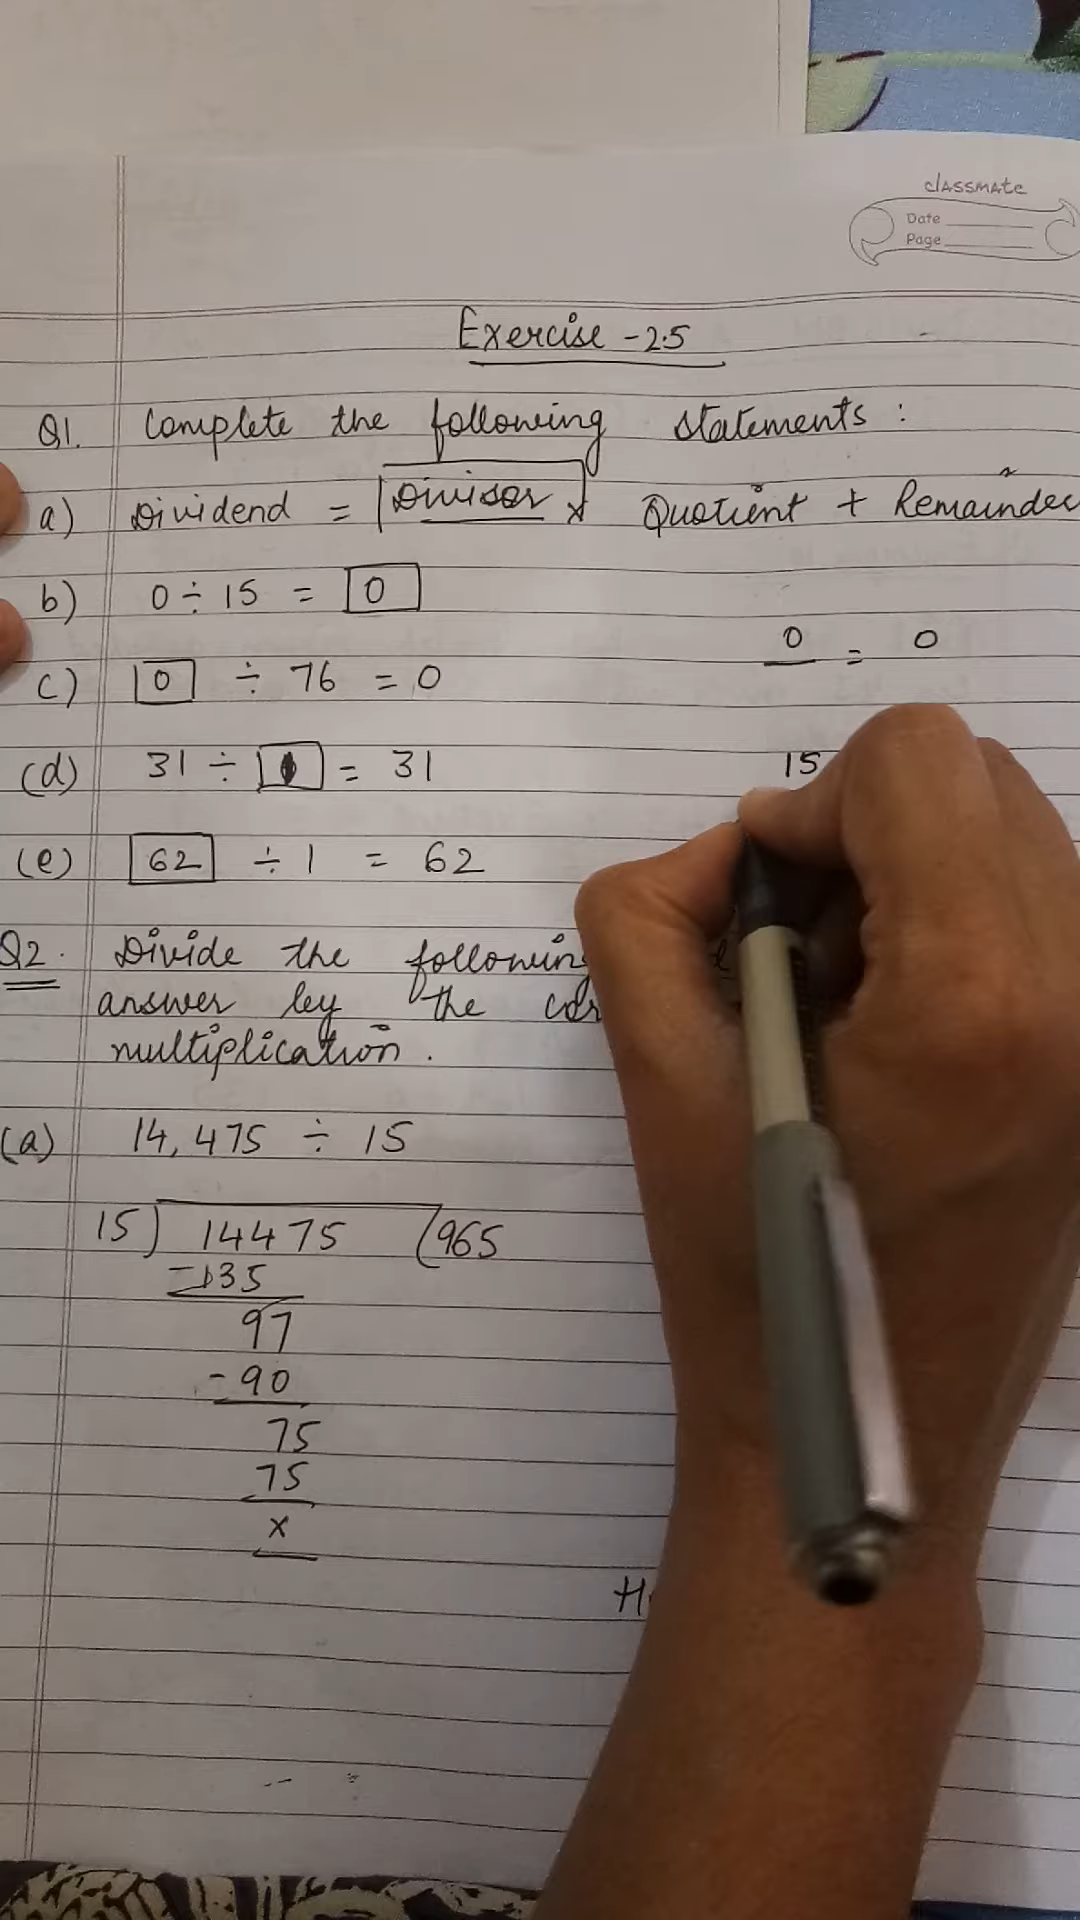 classmate
Date
Page
Exercise - 2.5
Q1. Complete the following statements :
a) Dividend = Divisor x Quotient + Remainder
b) 0 ÷ 15 = 0
0 = 0
c) 0 ÷ 76 = 0
(d) 31 ÷ = 31
15
(e) 62 ÷ 1 = 62
Q2. Divide the following
answer by the
multiplication.
(a) 14,475 ÷ 15
15) 14475 (965
-135
97
-90
75
75
x